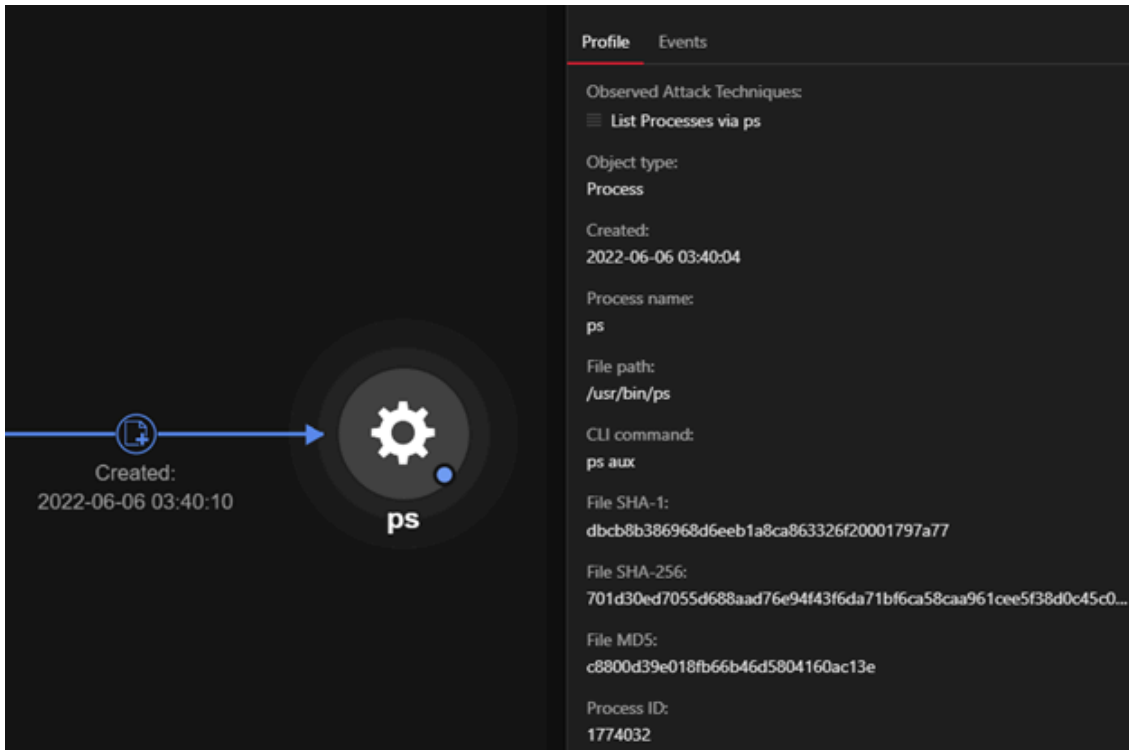 Profile Events
Observed Attack Techniques:
List Processes via ps
Object type:
Process
Created:
2022-06-06 03:40:04
Process name:
ps
File path:
/usr/bin/ps
CLI command:
ps aux
File SHA-1:
dbcb8b386968d6eeb1a8ca863326f20001797a77
File SHA-256:
701d30ed7055d688aad76e94f43f6da71bf6ca58caa961cee5f38d0c45c0...
File MD5:
c8800d39e018fb66b46d5804160ac13e
Process ID:
1774032
Created:
2022-06-06 03:40:10
ps